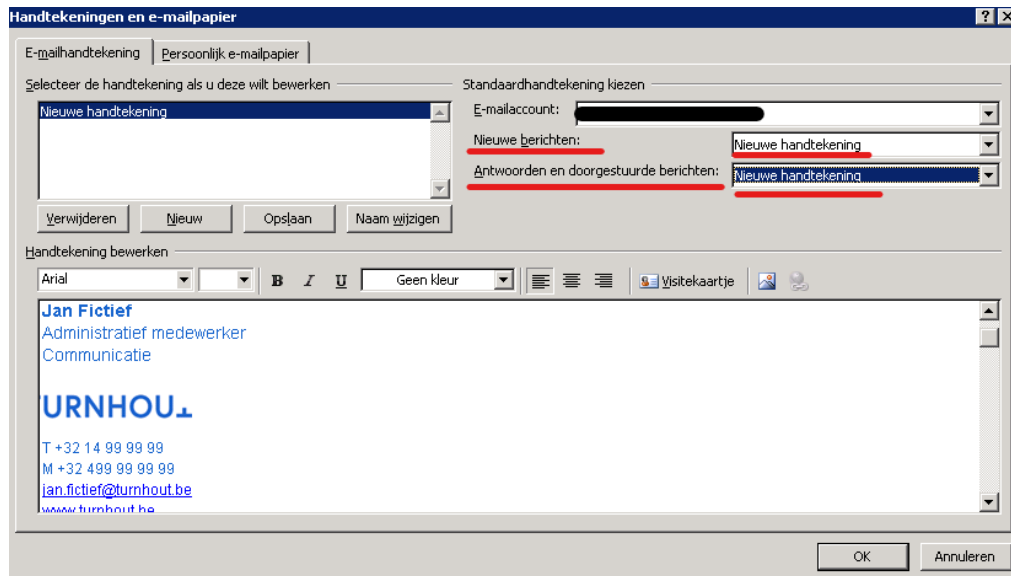 Handtekeningen en e-mailpapier
E-mailhandtekening Persoonlijk e-mailpapier
Selecteer de handtekening als u deze wilt bewerken
Nieuwe handtekening
Verwijderen Nieuw Opslaan Naam wijzigen
Standaardhandtekening kiezen
E-mailaccount:
Nieuwe berichten: Nieuwe handtekening
Antwoorden en doorgestuurde berichten: Nieuwe handtekening
Handtekening bewerken
Arial B I U Geen kleur Visitekaartje
Jan Fictief
Administratief medewerker
Communicatie
TURNHOUT
T +32 14 99 99 99
M +32 499 99 99 99
jan.fictief@turnhout.be
www.turnhout.be
OK Annuleren